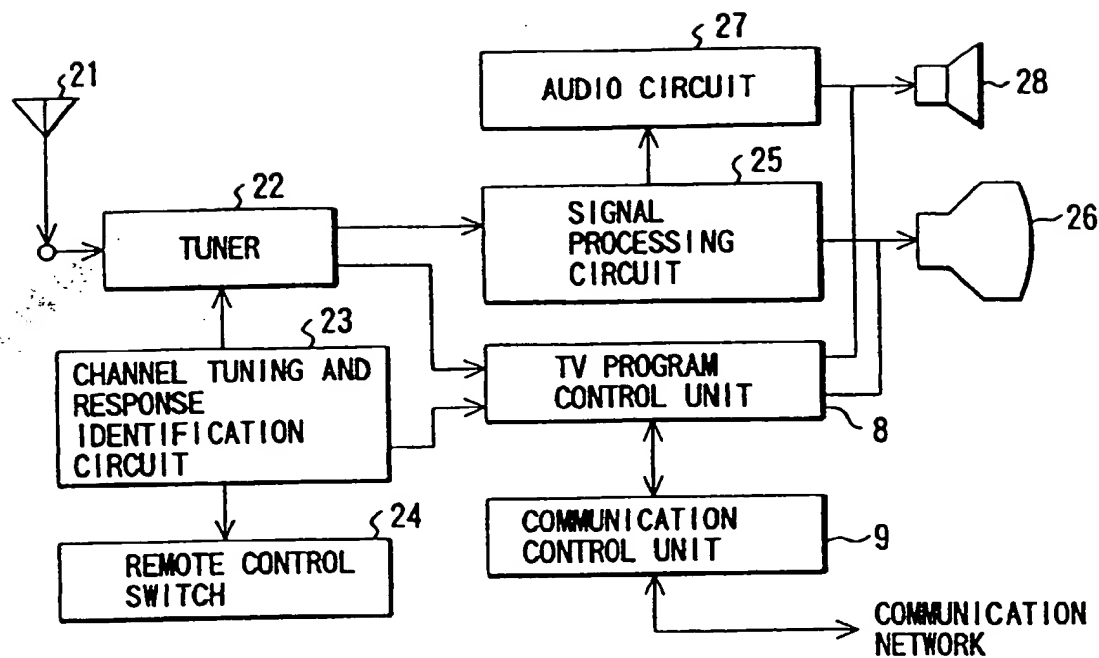 27
21
AUDIO CIRCUIT
28
25
22
SIGNAL
PROCESSING
CIRCUIT
26
TUNER
23
CHANNEL TUNING AND
RESPONSE
IDENTIFICATION
CIRCUIT
TV PROGRAM
CONTROL UNIT
8
24
REMOTE CONTROL
SWITCH
COMMUNICATION
CONTROL UNIT
9
COMMUNICATION
NETWORK